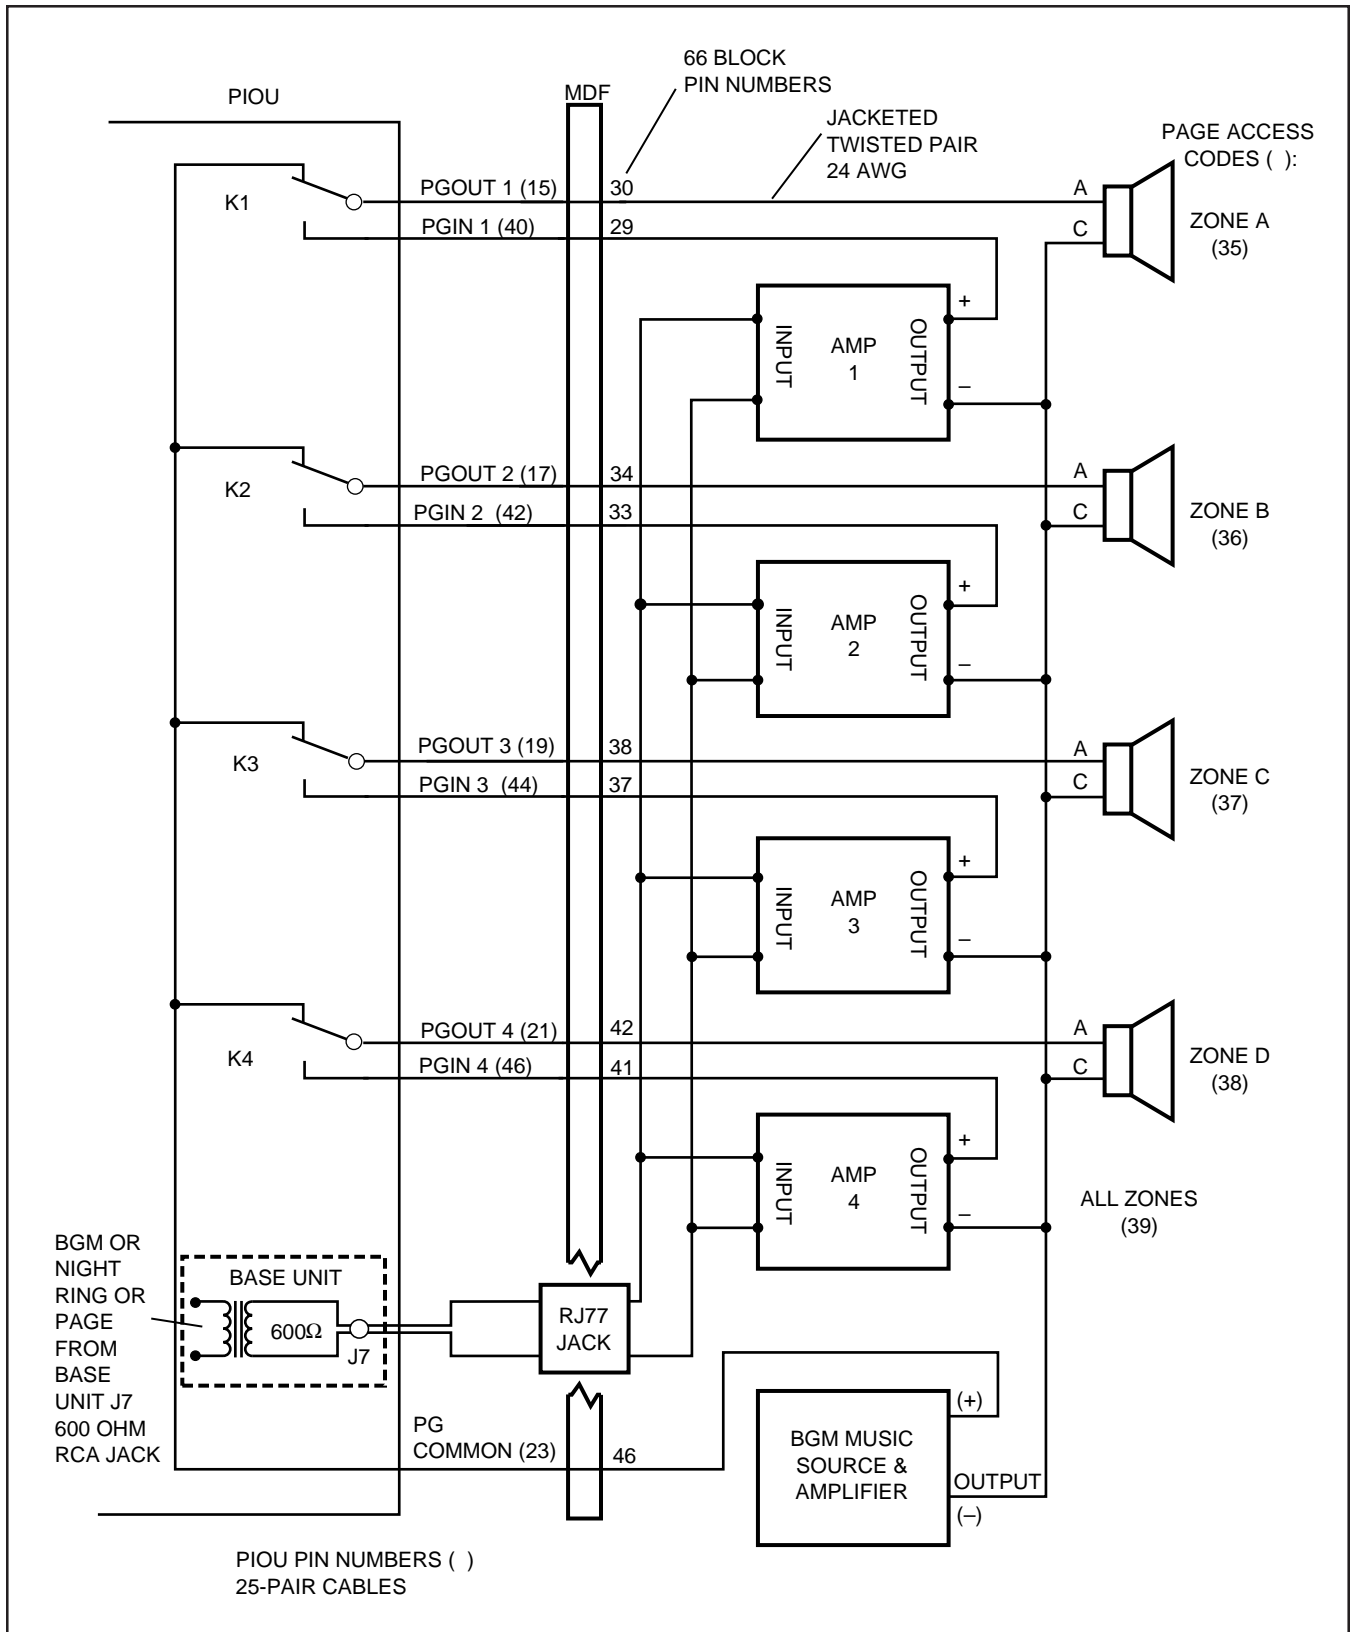 66 BLOCK
PIN NUMBERS
PIOU
MDF
JACKETED
TWISTED PAIR
24 AWG
PAGE ACCESS
CODES ( ):
K1
PGOUT 1 (15)
30
A
PGIN 1 (40)
29
C
ZONE A
(35)
INPUT
AMP
1
OUTPUT
+
–
K2
PGOUT 2 (17)
34
A
PGIN 2 (42)
33
C
ZONE B
(36)
INPUT
AMP
2
OUTPUT
+
–
K3
PGOUT 3 (19)
38
A
PGIN 3 (44)
37
C
ZONE C
(37)
INPUT
AMP
3
OUTPUT
+
–
K4
PGOUT 4 (21)
42
A
PGIN 4 (46)
41
C
ZONE D
(38)
INPUT
AMP
4
OUTPUT
+
–
ALL ZONES
(39)
BGM OR
NIGHT
RING OR
PAGE
FROM
BASE
UNIT J7
600 OHM
RCA JACK
BASE UNIT
600Ω
J7
RJ77
JACK
PG
COMMON (23)
46
BGM MUSIC
SOURCE &
AMPLIFIER
(+)
OUTPUT
(–)
PIOU PIN NUMBERS ( )
25-PAIR CABLES